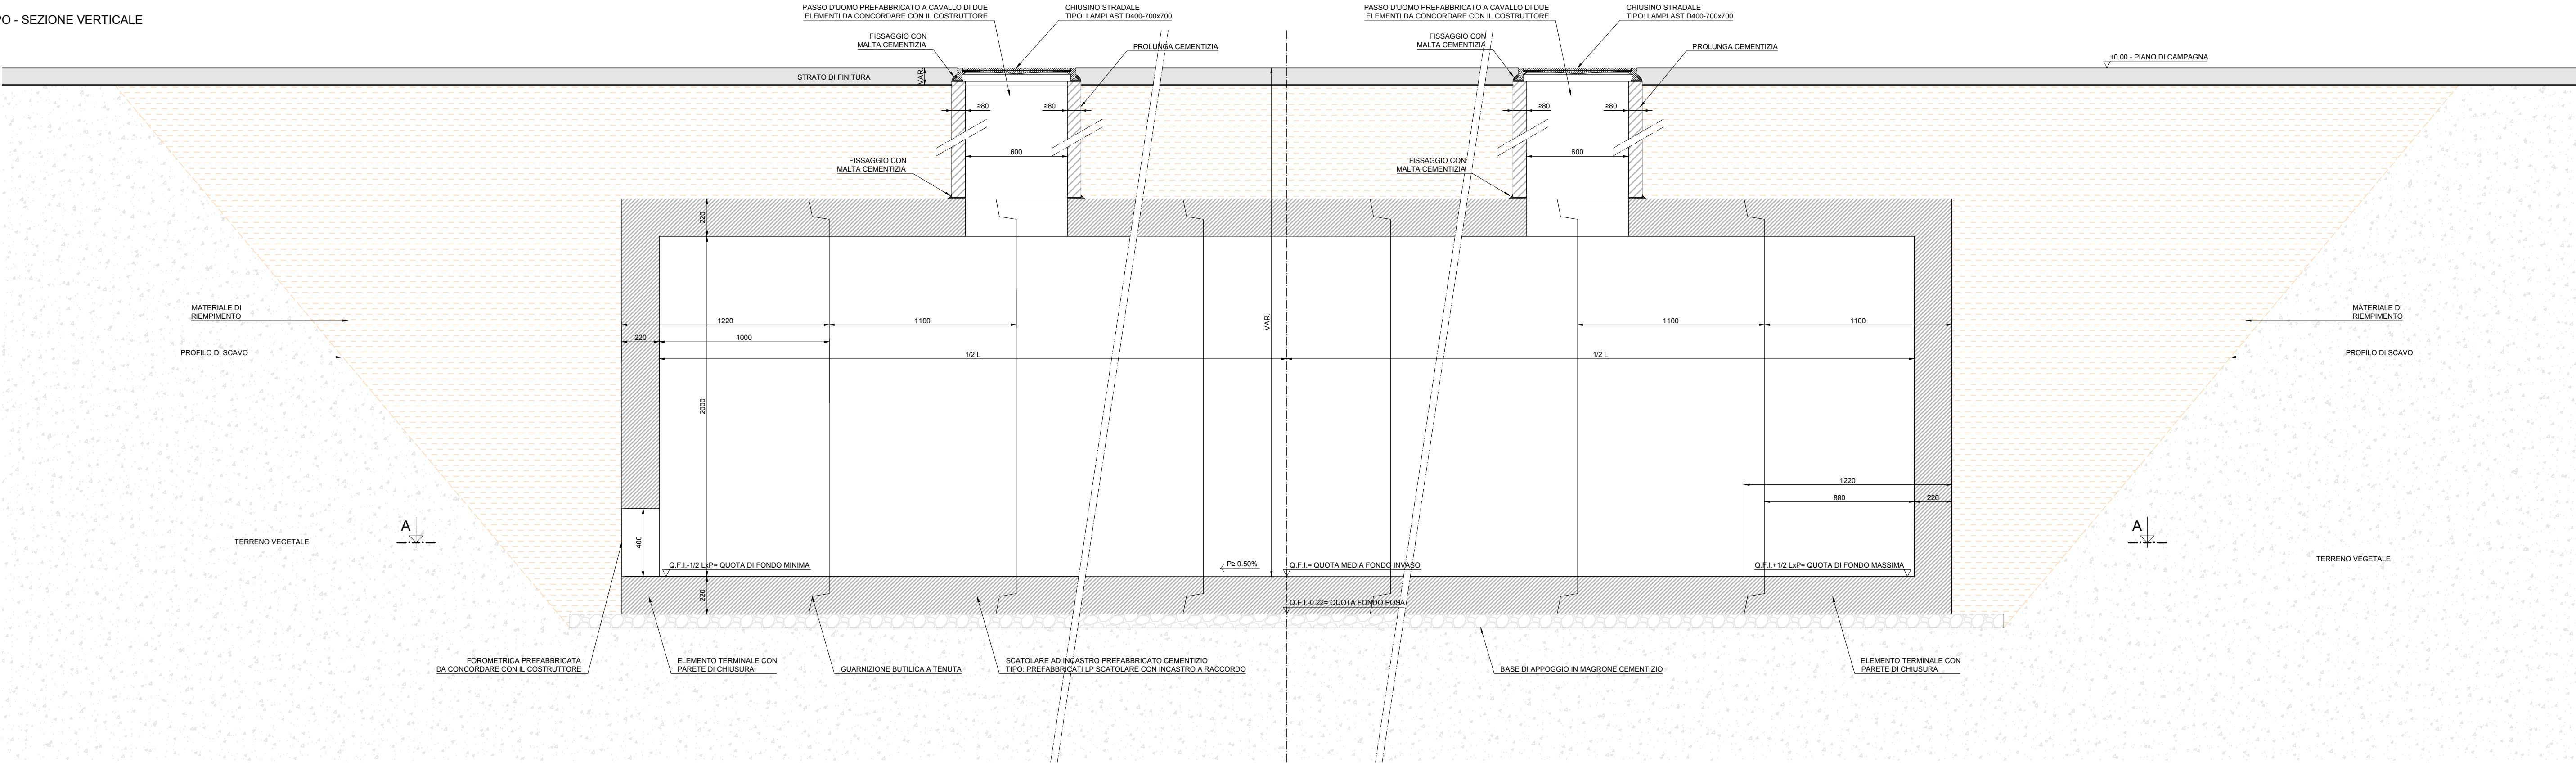 PO - SEZIONE VERTICALE
PASSO D'UOMO PREFABBRICATO A CAVALLO DI DUE
ELEMENTI DA CONCORDARE CON IL COSTRUTTORE
CHIUSINO STRADALE
TIPO: LAMPLAST D400-700x700
PASSO D'UOMO PREFABBRICATO A CAVALLO DI DUE
ELEMENTI DA CONCORDARE CON IL COSTRUTTORE
CHIUSINO STRADALE
TIPO: LAMPLAST D400-700x700
FISSAGGIO CON
MALTA CEMENTIZIA
PROLUNGA CEMENTIZIA
FISSAGGIO CON
MALTA CEMENTIZIA
PROLUNGA CEMENTIZIA
±0.00 - PIANO DI CAMPAGNA
STRATO DI FINITURA
VAR.
≥80
≥80
≥80
≥80
600
600
FISSAGGIO CON
MALTA CEMENTIZIA
FISSAGGIO CON
MALTA CEMENTIZIA
220
MATERIALE DI
RIEMPIMENTO
MATERIALE DI
RIEMPIMENTO
1220
1100
VAR.
1100
1100
220
1000
PROFILO DI SCAVO
1/2 L
1/2 L
PROFILO DI SCAVO
2000
1220
880
220
A
A
400
TERRENO VEGETALE
TERRENO VEGETALE
Q.F.I.-1/2 LxP= QUOTA DI FONDO MINIMA
P≥ 0.50%
Q.F.I.= QUOTA MEDIA FONDO INVASO
Q.F.I.+1/2 LxP= QUOTA DI FONDO MASSIMA
220
Q.F.I.-0.22= QUOTA FONDO POSA
FOROMETRICA PREFABBRICATA
DA CONCORDARE CON IL COSTRUTTORE
ELEMENTO TERMINALE CON
PARETE DI CHIUSURA
GUARNIZIONE BUTILICA A TENUTA
SCATOLARE AD INCASTRO PREFABBRICATO CEMENTIZIO
TIPO: PREFABBRICATI LP SCATOLARE CON INCASTRO A RACCORDO
BASE DI APPOGGIO IN MAGRONE CEMENTIZIO
ELEMENTO TERMINALE CON
PARETE DI CHIUSURA